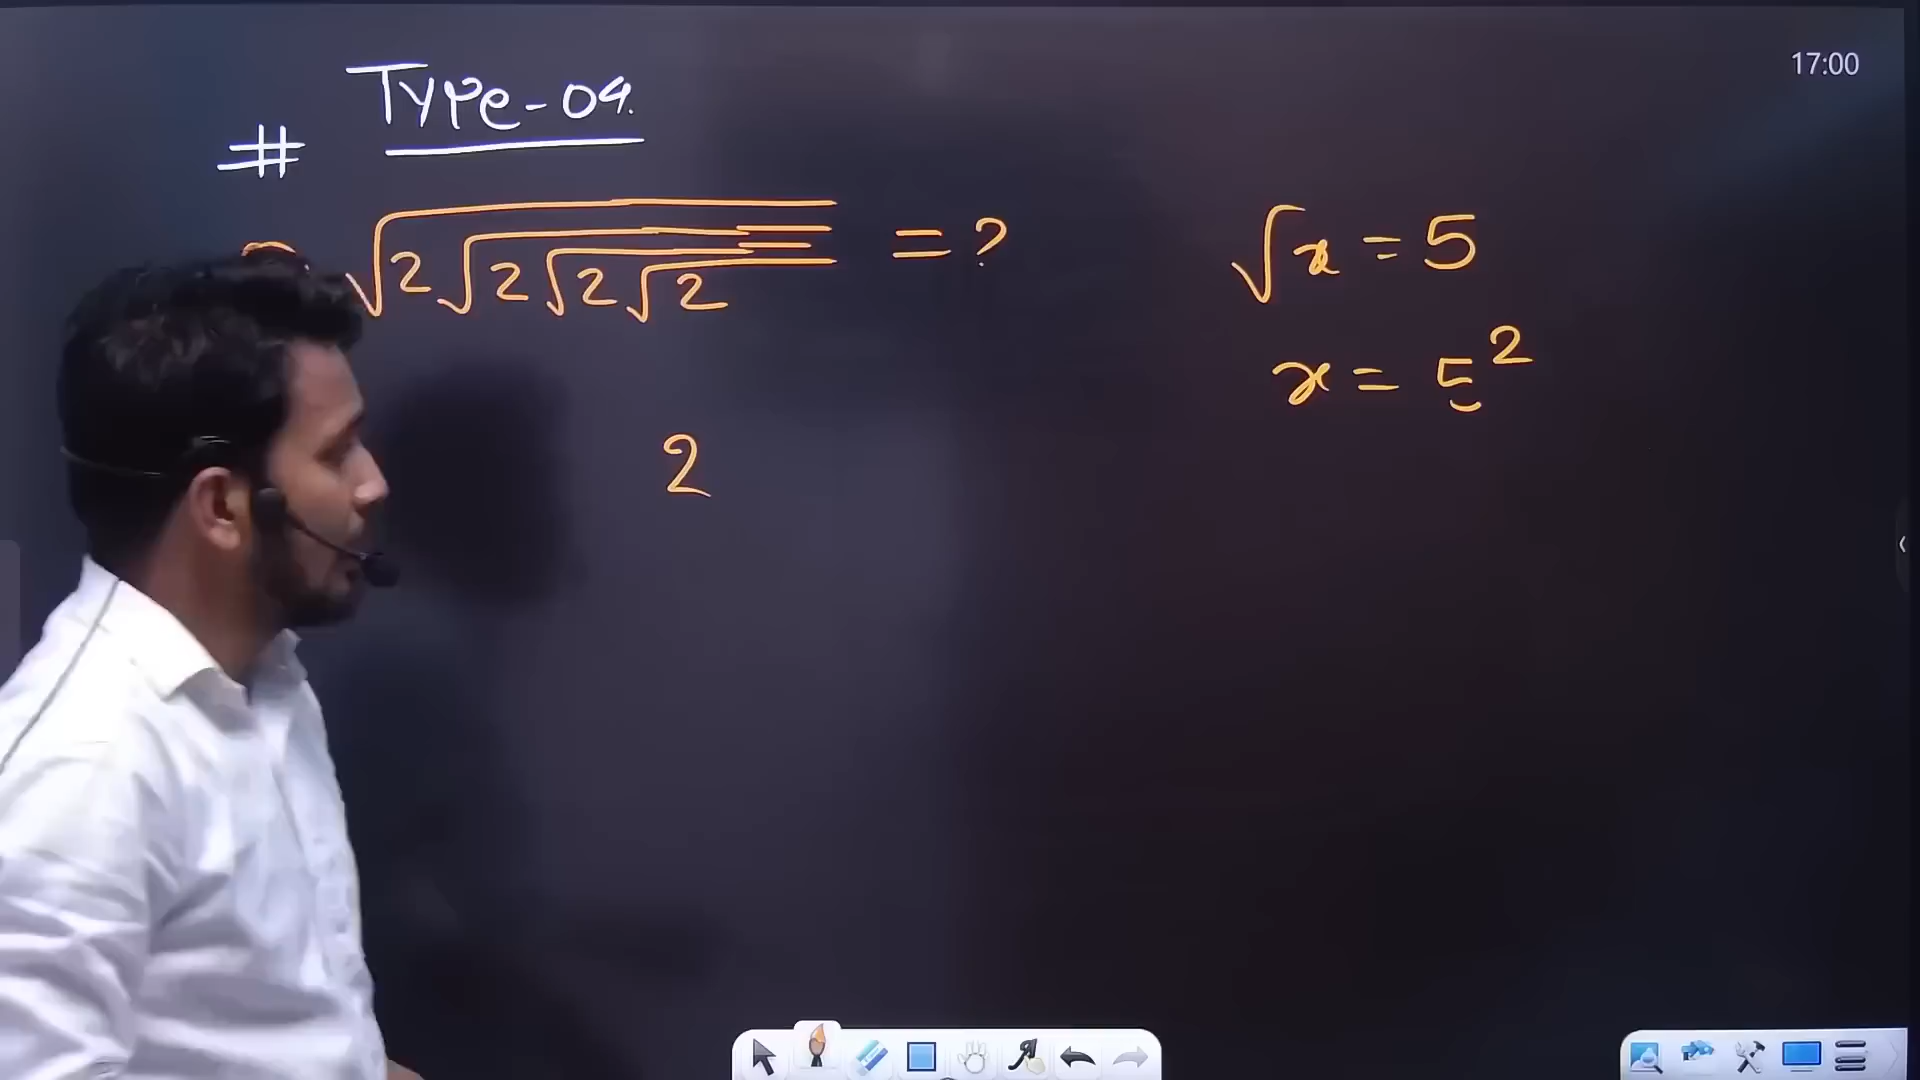 17:00
# Type-04.
√2√2√2√2 = ?
√x = 5
x = 5²
2